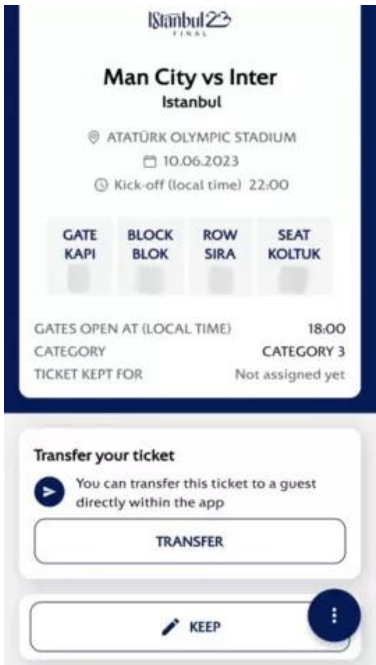 Istanbul23
FINAL
Man City vs Inter
Istanbul
ATATÜRK OLYMPIC STADIUM
10.06.2023
Kick-off (local time) 22:00
GATE BLOCK ROW SEAT
KAPI BLOK SIRA KOLTUK
GATES OPEN AT (LOCAL TIME) 18:00
CATEGORY CATEGORY 3
TICKET KEPT FOR Not assigned yet
Transfer your ticket
You can transfer this ticket to a guest
directly within the app
TRANSFER
KEEP